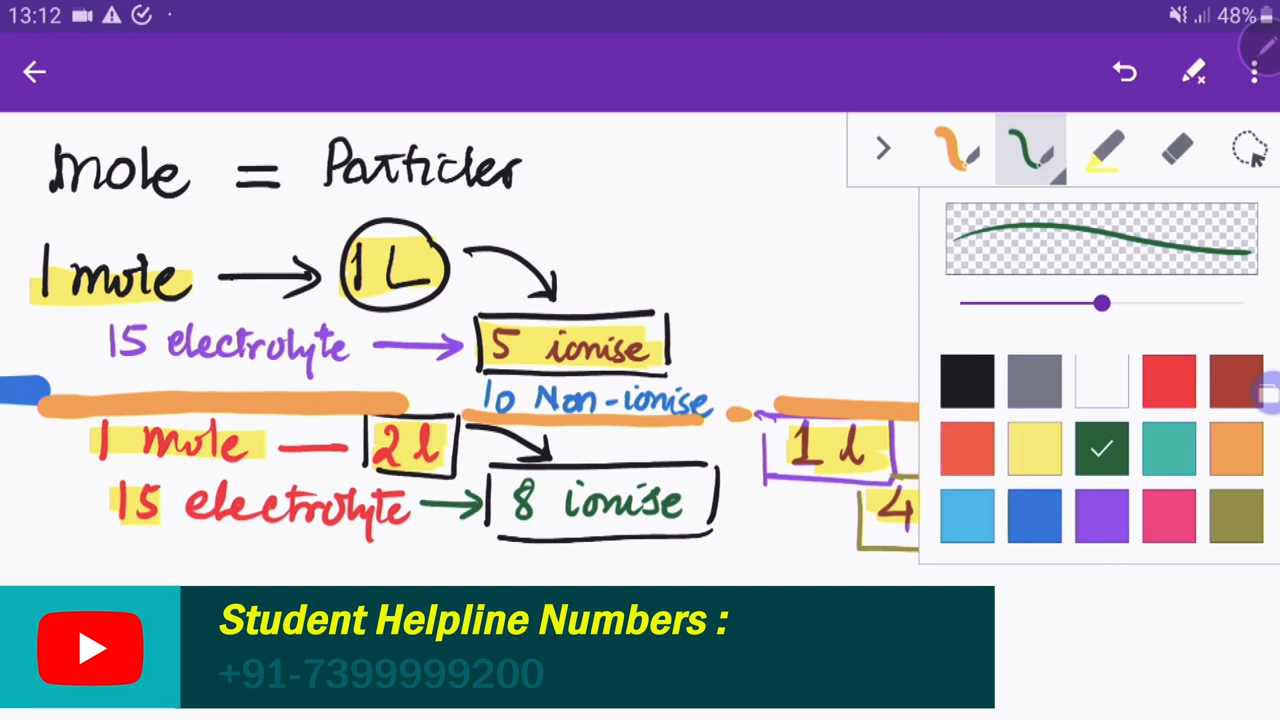 13:12
48%
mole = Particles
1 mole → 1 L
15 electrolyte → 5 ionise
10 Non-ionise
1 mole — 2 l
1 l
15 electrolyte → 8 ionise
4
Student Helpline Numbers :
+91-7399999200